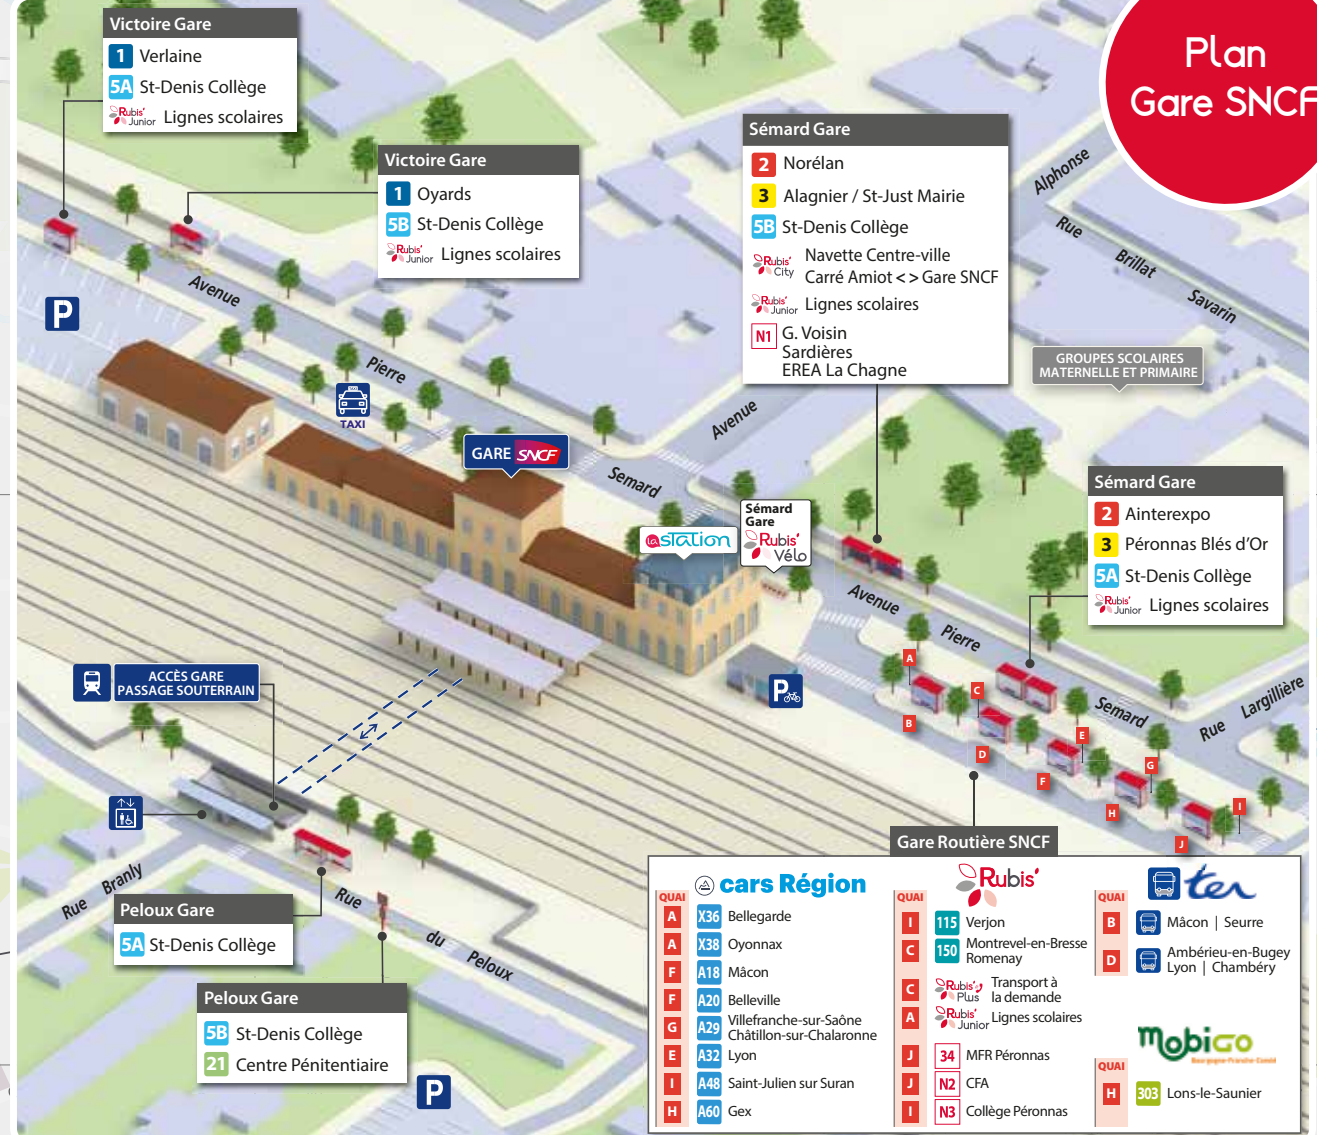 Plan
Gare SNCF
Victoire Gare
1 Verlaine
5A St-Denis Collège
Rubis' Junior Lignes scolaires
Victoire Gare
1 Oyards
5B St-Denis Collège
Rubis' Junior Lignes scolaires
Sémard Gare
2 Norélan
3 Alagnier / St-Just Mairie
5B St-Denis Collège
Rubis' City Navette Centre-ville
Carré Amiot < > Gare SNCF
Rubis' Junior Lignes scolaires
N1 G. Voisin
Sardières
EREA La Chagne
Alphonse
Rue
Brillat
Savarin
GROUPES SCOLAIRES
MATERNELLE ET PRIMAIRE
Avenue
Pierre
Semard
P
TAXI
TAXI
GARE SNCF
Avenue
la station
Sémard
Gare
Rubis'
Vélo
Sémard Gare
2 Ainterexpo
3 Péronnas Blés d'Or
5A St-Denis Collège
Rubis' Junior Lignes scolaires
Avenue
Pierre
Semard
Rue Largillière
P
A
B
C
D
E
F
G
H
I
J
ACCÈS GARE
PASSAGE SOUTERRAIN
Rue Branly
Rue
du
Peloux
Peloux Gare
5A St-Denis Collège
Peloux Gare
5B St-Denis Collège
21 Centre Pénitentiaire
P
Gare Routière SNCF
cars Région
QUAI
A X36 Bellegarde
A X38 Oyonnax
F A18 Mâcon
F A20 Belleville
G A29 Villefranche-sur-Saône
Châtillon-sur-Chalaronne
E A32 Lyon
I A48 Saint-Julien sur Suran
H A60 Gex
Rubis'
QUAI
I 115 Verjon
C 150 Montrevel-en-Bresse
Romenay
C Rubis' Plus Transport à
la demande
A Rubis' Junior Lignes scolaires
J 34 MFR Péronnas
J N2 CFA
I N3 Collège Péronnas
ter
QUAI
B Mâcon | Seurre
D Ambérieu-en-Bugey
Lyon | Chambéry
Mobigo
Bourgogne-Franche-Comté
QUAI
H 303 Lons-le-Saunier